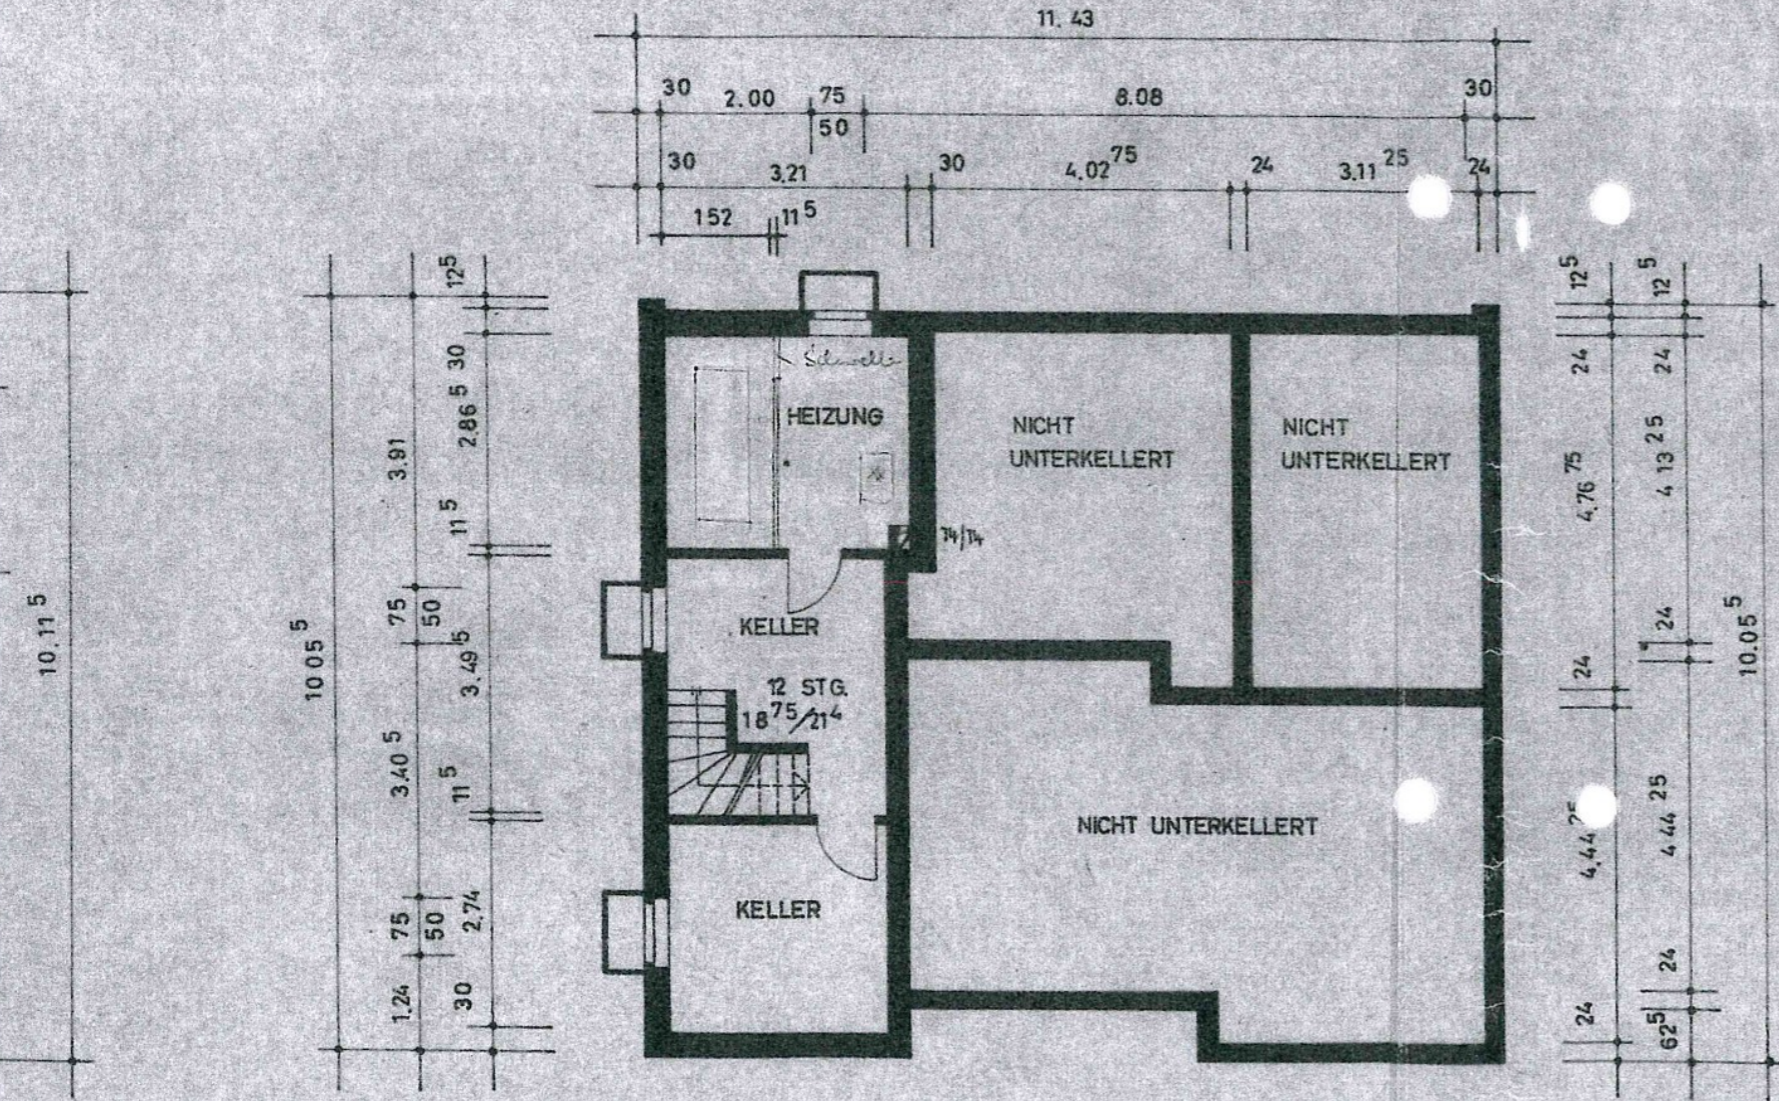 11.43
30 2.00 75 8.08 30
50
30 3.21 30 4.02 75 24 3.11 25 24
152 11 5
12 5
30
2.86 5
3.91
11 5
75
50
3.49 5
3.40 5
11 5
75
50
2.74
1.24
30
10.11 5
10 05 5
Schwelle
HEIZUNG
NICHT
UNTERKELLERT
NICHT
UNTERKELLERT
14/14
KELLER
12 STG.
18 75/21 4
NICHT UNTERKELLERT
KELLER
12 5
12 5
24
24
4.76 75
4 13 25
24
24
10.05 5
4.44 25
4 44 25
24
24
62 5